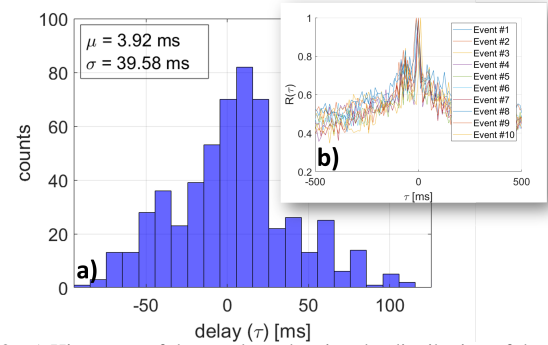 100
80
60
40
20
0
counts
μ = 3.92 ms
σ = 39.58 ms
a)
-50
0
50
100
delay (τ) [ms]
1
0.8
0.6
0.4
0.2
R(τ)
Event #1
Event #2
Event #3
Event #4
Event #5
Event #6
Event #7
Event #8
Event #9
Event #10
b)
-500
0
500
τ [ms]